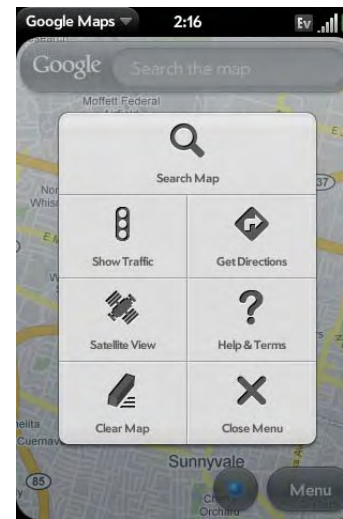 Google Maps 2:16 Ev
Google Search the map
Moffett Federal
Search Map
Show Traffic Get Directions
Satellite View Help & Terms
Clear Map Close Menu
Sunnyvale
85
Menu